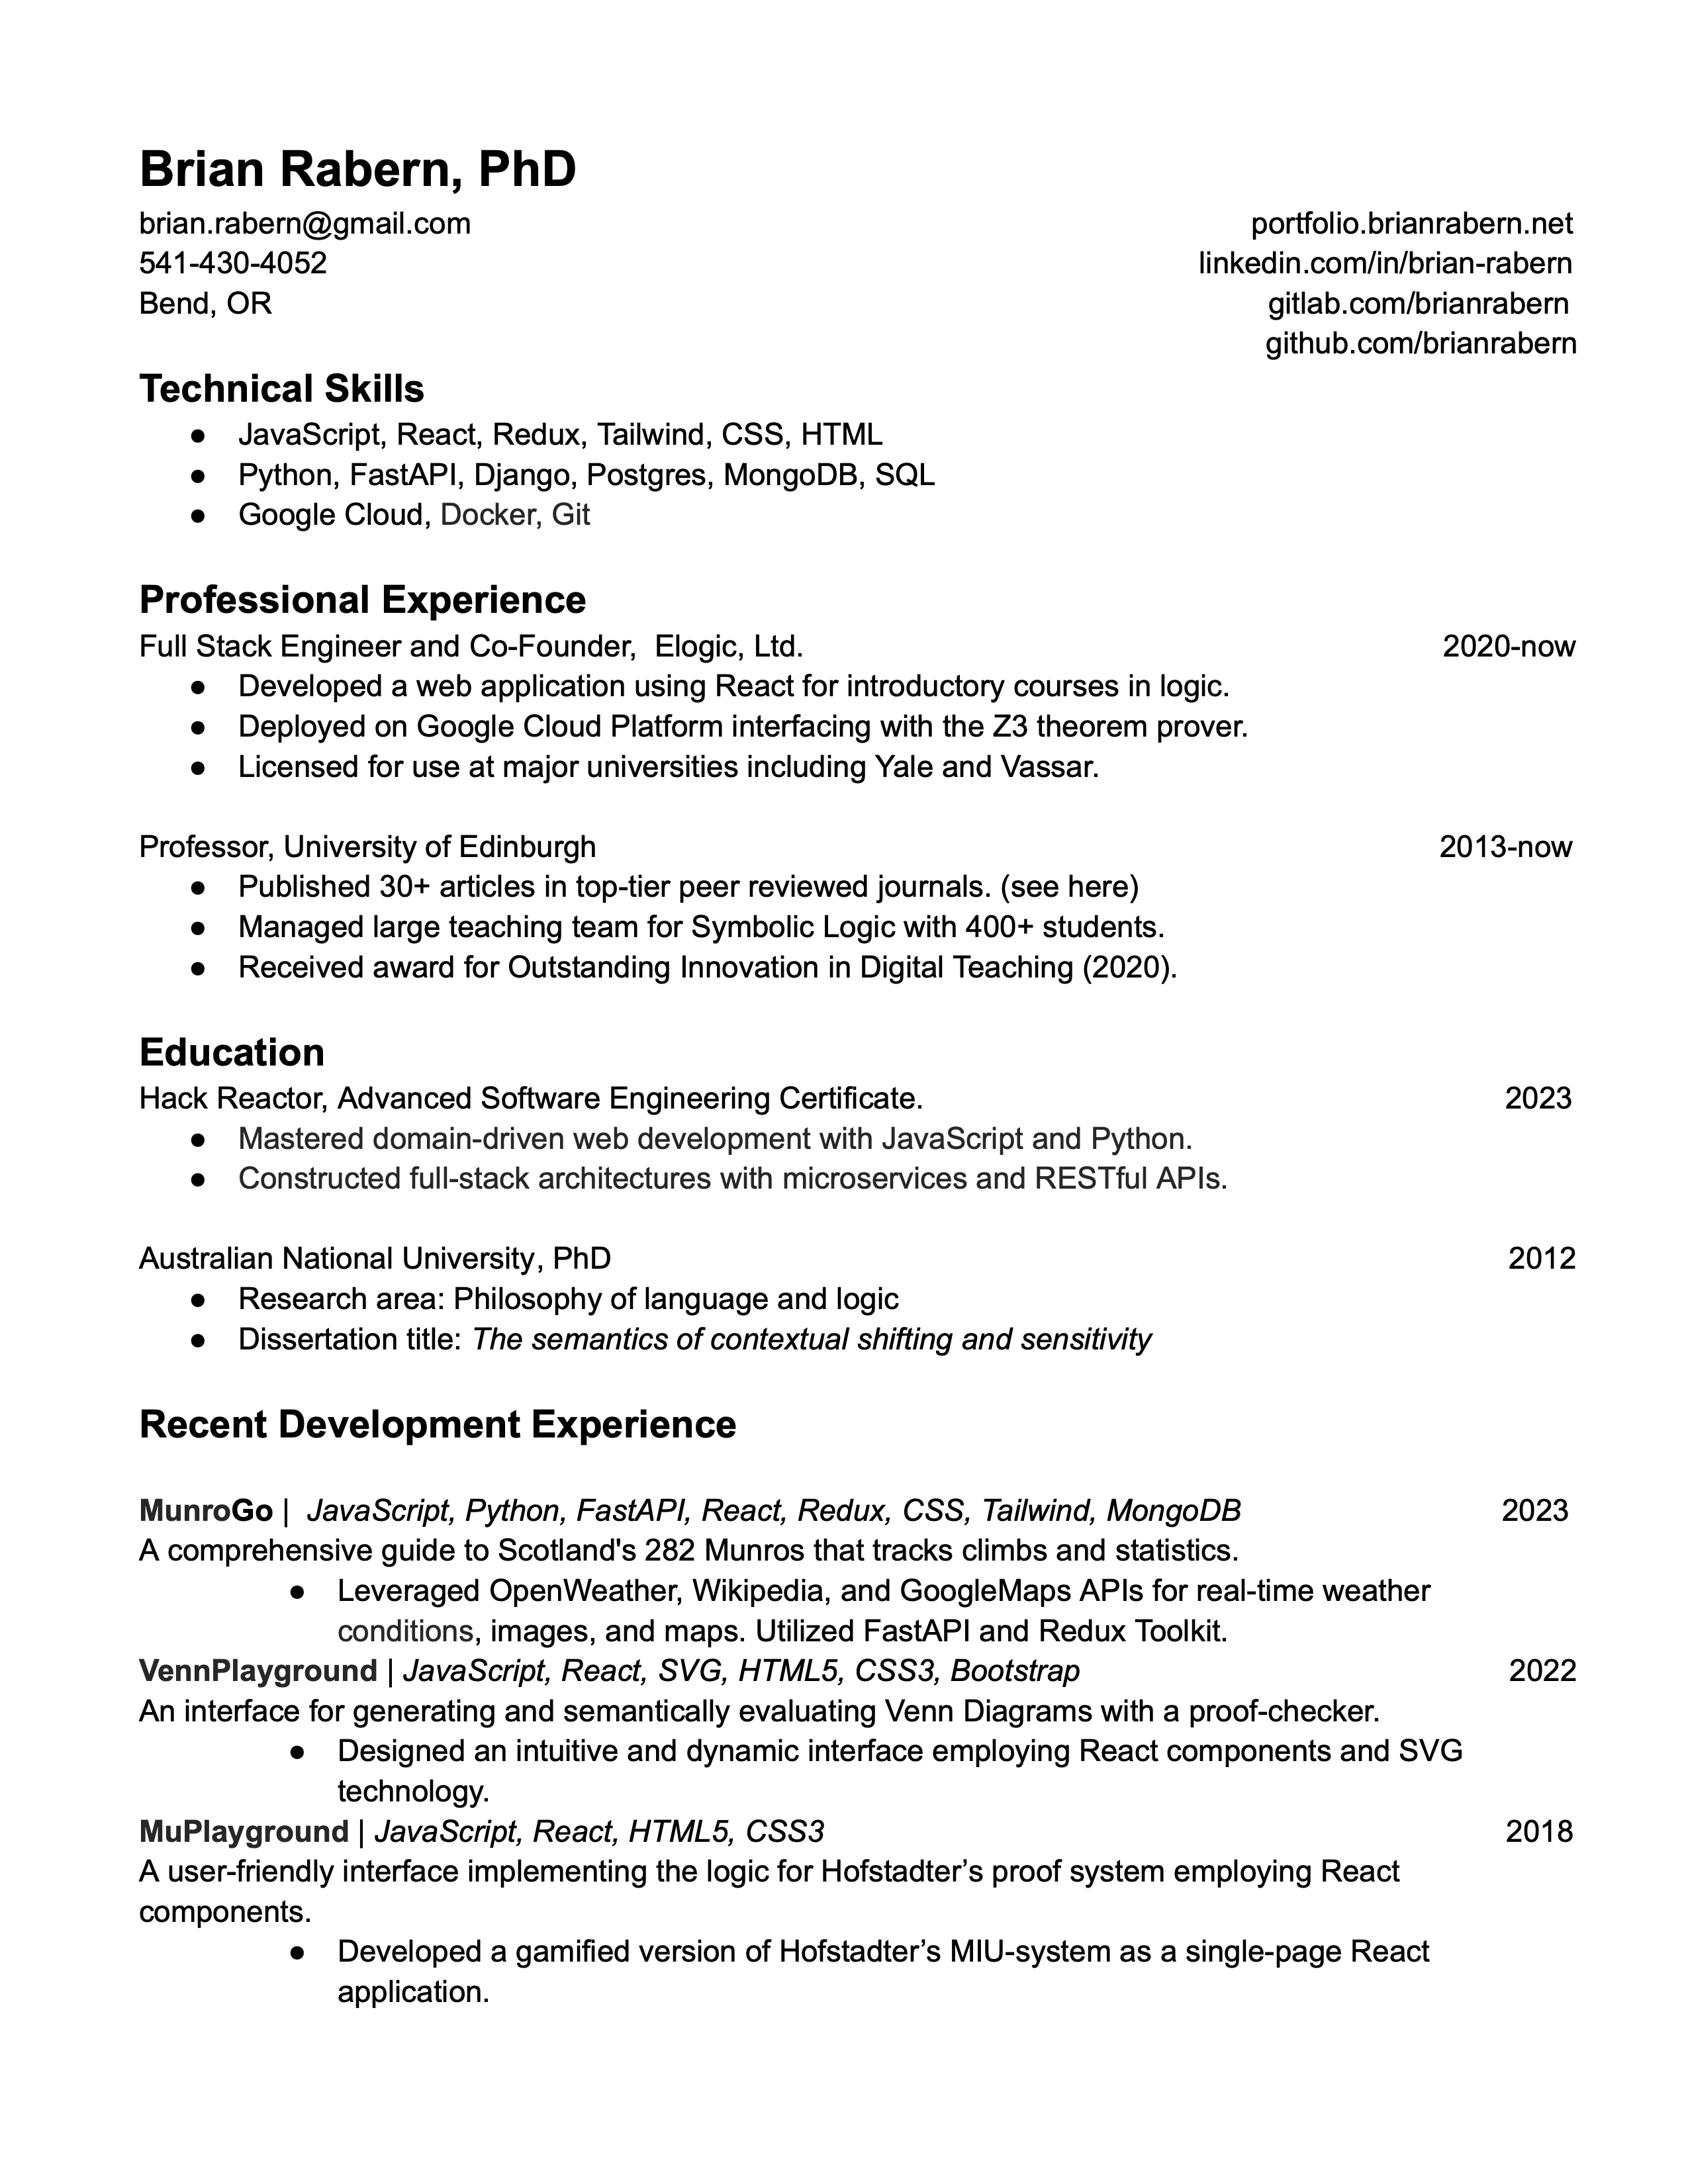 Brian Rabern, PhD
brian.rabern@gmail.com portfolio.brianrabern.net
541-430-4052 linkedin.com/in/brian-rabern
Bend, OR gitlab.com/brianrabern
github.com/brianrabern
Technical Skills
● JavaScript, React, Redux, Tailwind, CSS, HTML
● Python, FastAPI, Django, Postgres, MongoDB, SQL
● Google Cloud, Docker, Git
Professional Experience
Full Stack Engineer and Co-Founder, Elogic, Ltd. 2020-now
● Developed a web application using React for introductory courses in logic.
● Deployed on Google Cloud Platform interfacing with the Z3 theorem prover.
● Licensed for use at major universities including Yale and Vassar.
Professor, University of Edinburgh 2013-now
● Published 30+ articles in top-tier peer reviewed journals. (see here)
● Managed large teaching team for Symbolic Logic with 400+ students.
● Received award for Outstanding Innovation in Digital Teaching (2020).
Education
Hack Reactor, Advanced Software Engineering Certificate. 2023
● Mastered domain-driven web development with JavaScript and Python.
● Constructed full-stack architectures with microservices and RESTful APIs.
Australian National University, PhD 2012
● Research area: Philosophy of language and logic
● Dissertation title: The semantics of contextual shifting and sensitivity
Recent Development Experience
MunroGo | JavaScript, Python, FastAPI, React, Redux, CSS, Tailwind, MongoDB 2023
A comprehensive guide to Scotland's 282 Munros that tracks climbs and statistics.
● Leveraged OpenWeather, Wikipedia, and GoogleMaps APIs for real-time weather
conditions, images, and maps. Utilized FastAPI and Redux Toolkit.
VennPlayground | JavaScript, React, SVG, HTML5, CSS3, Bootstrap 2022
An interface for generating and semantically evaluating Venn Diagrams with a proof-checker.
● Designed an intuitive and dynamic interface employing React components and SVG
technology.
MuPlayground | JavaScript, React, HTML5, CSS3 2018
A user-friendly interface implementing the logic for Hofstadter’s proof system employing React
components.
● Developed a gamified version of Hofstadter’s MIU-system as a single-page React
application.